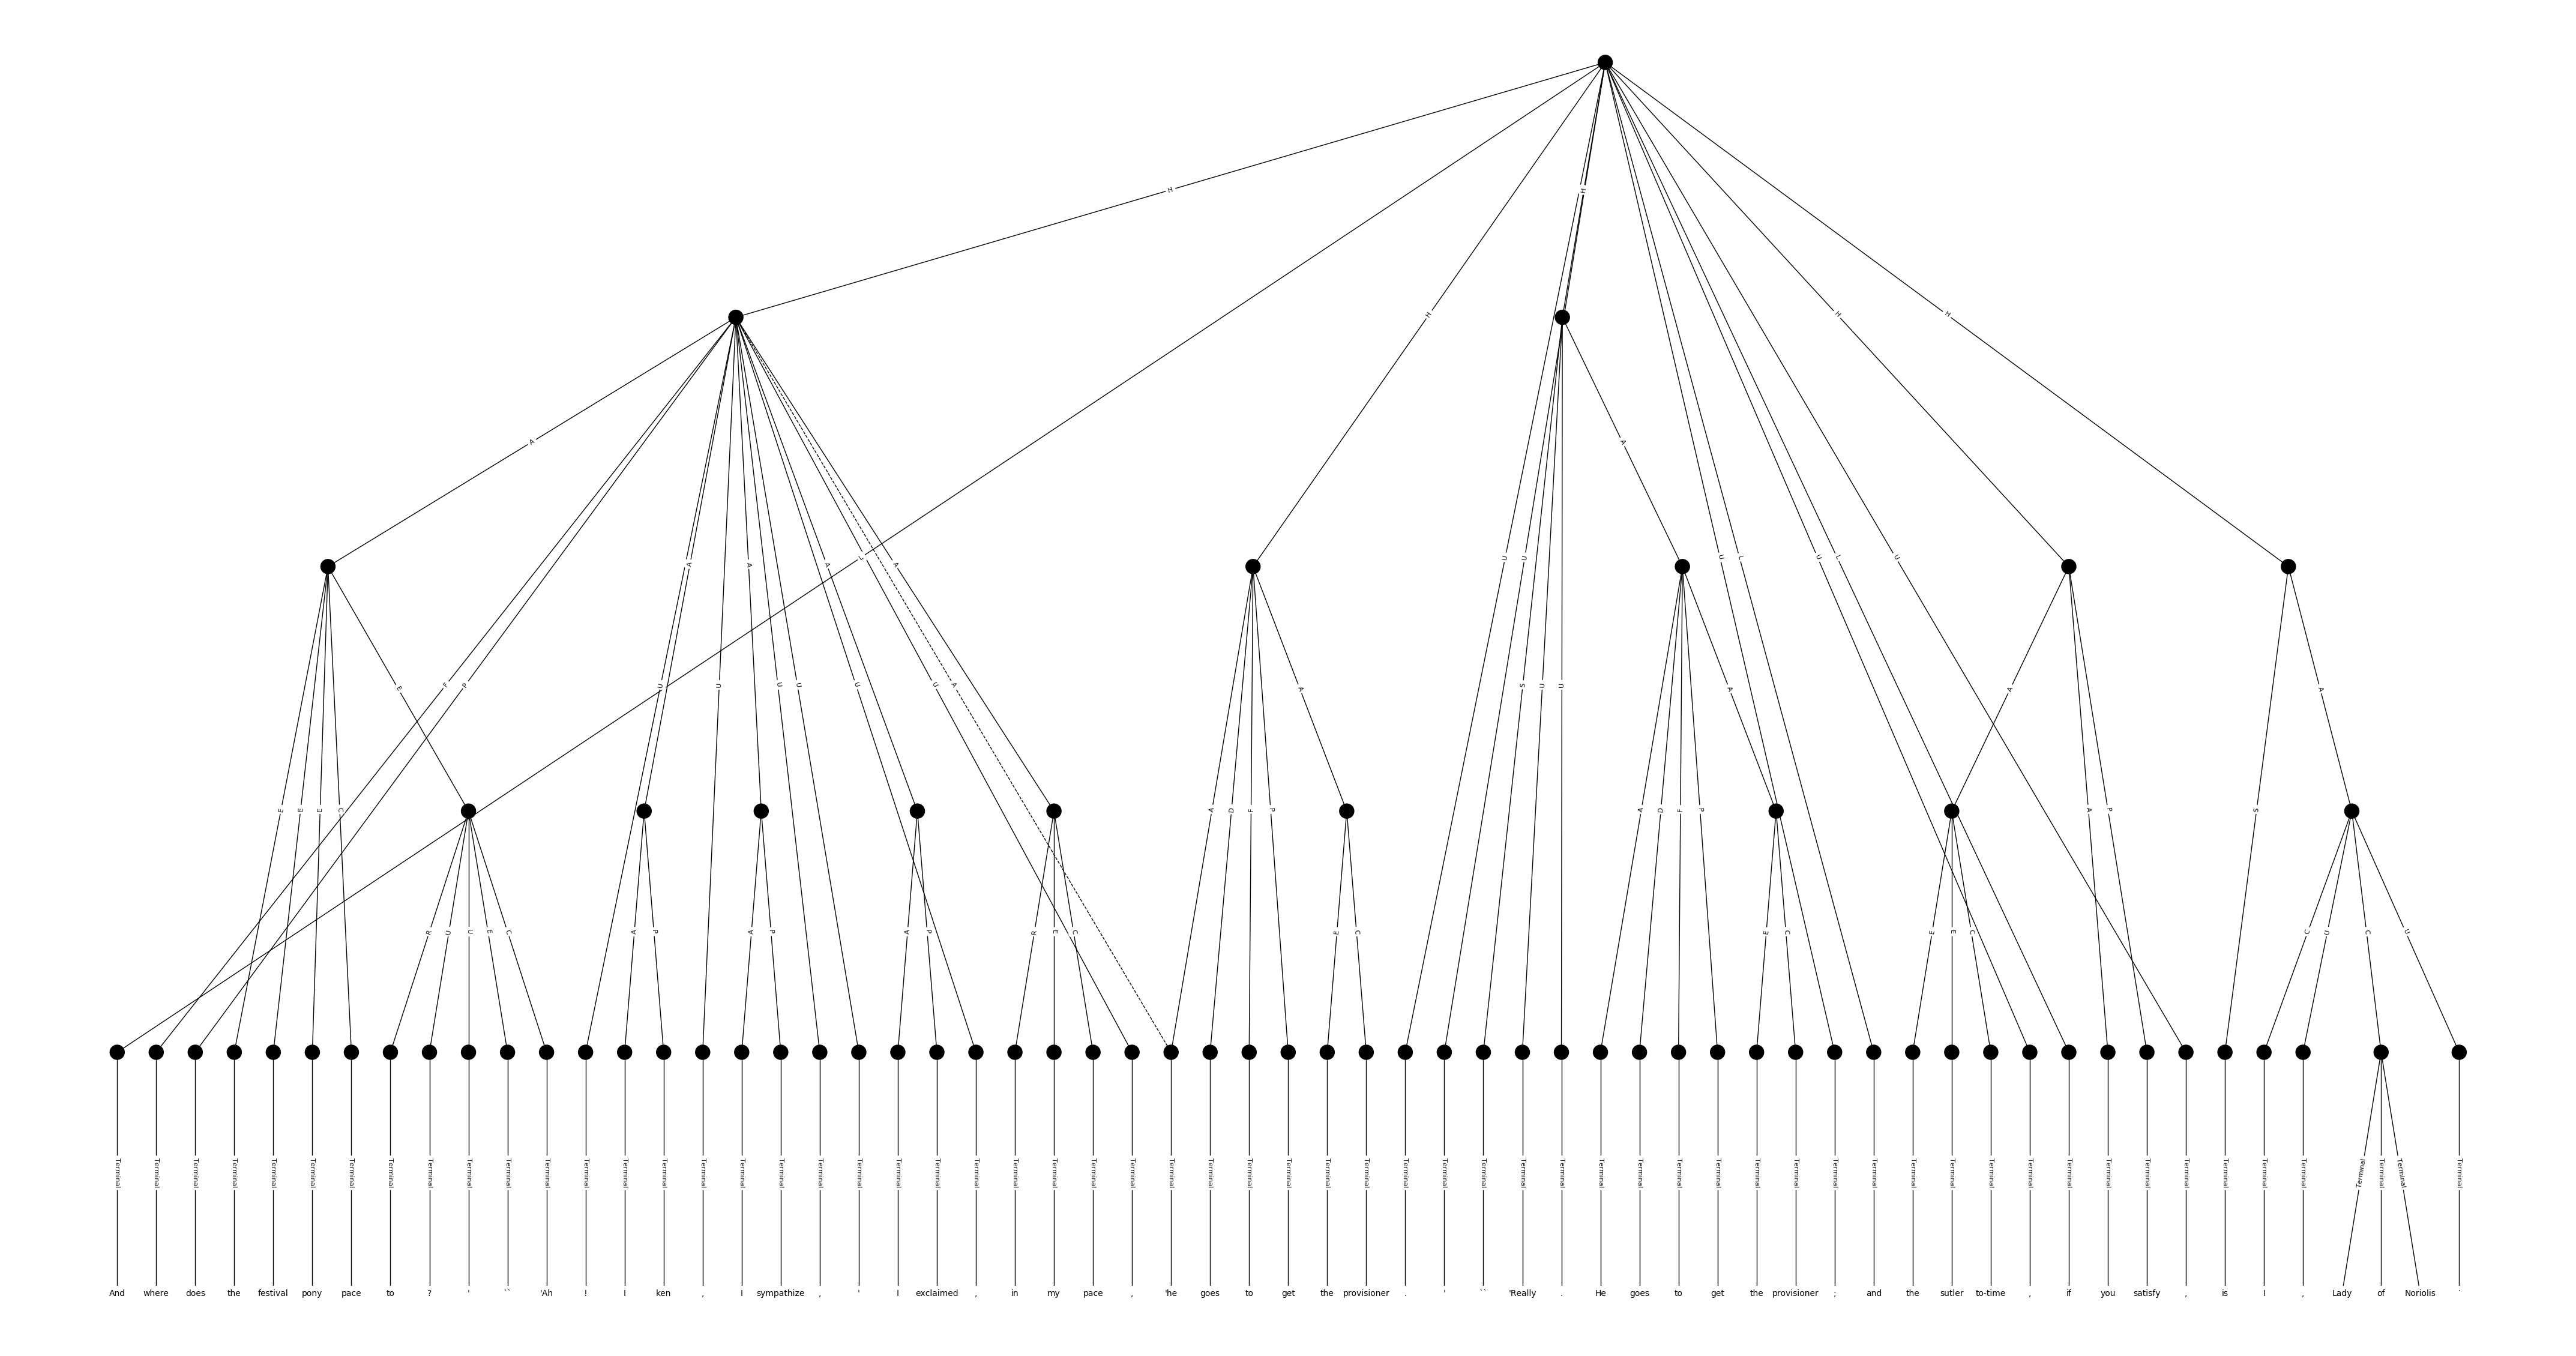 H
H H H H
A A
U U L U L U
A A A A L A
F P U U U U U U A S U U
E A A A S A
E E E C A D F P A D F P A P
R U U E C A P A P A P R E C E C E C E E C C U C U
Terminal Terminal Terminal Terminal Terminal Terminal Terminal Terminal Terminal Terminal Terminal Terminal Terminal Terminal Terminal Terminal Terminal Terminal Terminal Terminal Terminal Terminal Terminal Terminal Terminal Terminal Terminal Terminal Terminal Terminal Terminal Terminal Terminal Terminal Terminal Terminal Terminal Terminal Terminal Terminal Terminal Terminal Terminal Terminal Terminal Terminal Terminal Terminal Terminal Terminal Terminal Terminal Terminal Terminal Terminal Terminal Terminal Terminal Terminal Terminal Terminal
And where does the festival pony pace to ? ' `` 'Ah ! I ken , I sympathize , ' I exclaimed , in my pace , 'he goes to get the provisioner . ' `` 'Really . He goes to get the provisioner ; and the sutler to-time , if you satisfy , is I , Lady of Noriolis .